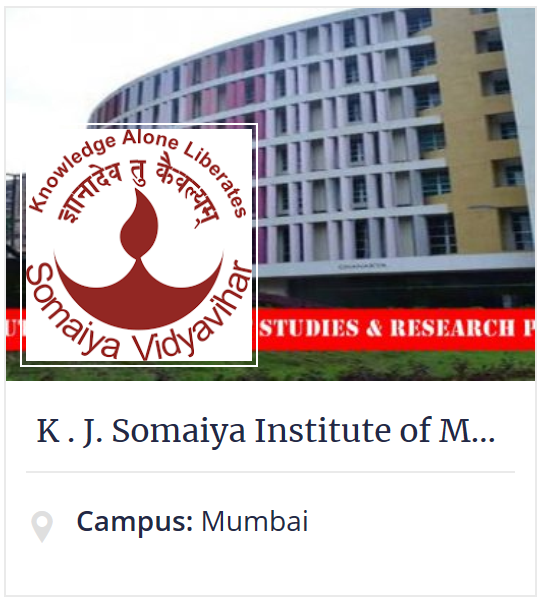 Knowledge Alone Liberates
ज्ञानादेव तु कैवल्यम्
Somaiya Vidyavihar
STUDIES & RESEARCH
K . J. Somaiya Institute of M...
Campus: Mumbai